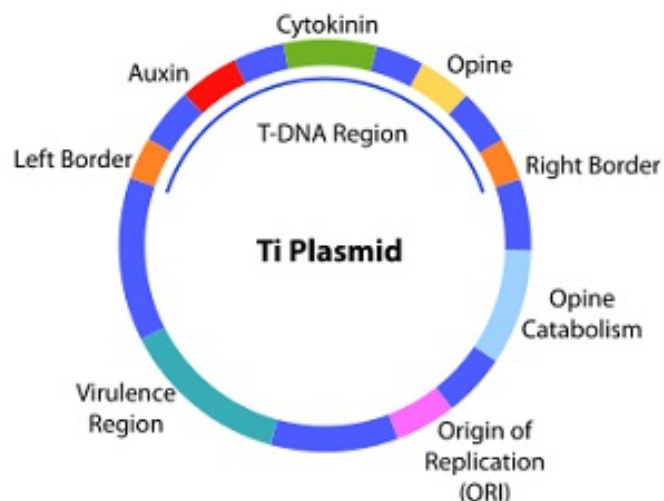 Cytokinin
Auxin
Opine
T-DNA Region
Left Border
Right Border
Ti Plasmid
Opine
Catabolism
Virulence
Region
Origin of
Replication
(ORI)